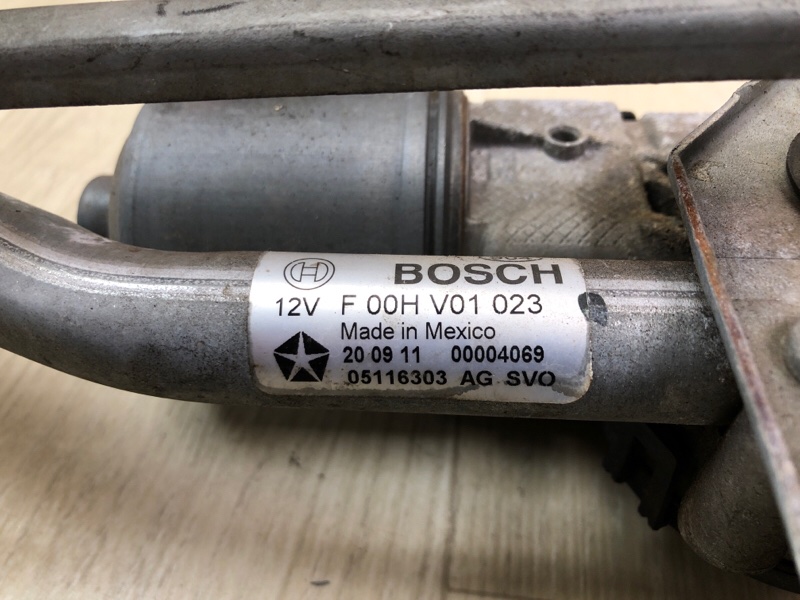 BOSCH
12V F 00H V01 023
Made in Mexico
20 09 11 00004069
05116303 AG SVO